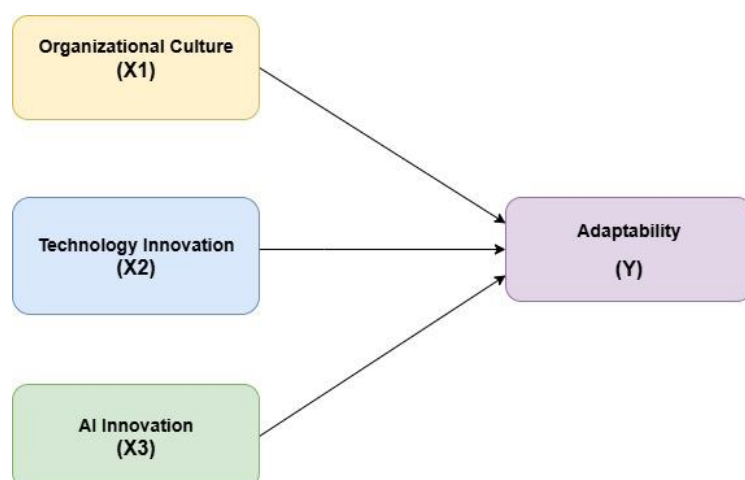 Organizational Culture
(X1)
Technology Innovation
(X2)
AI Innovation
(X3)
Adaptability
(Y)